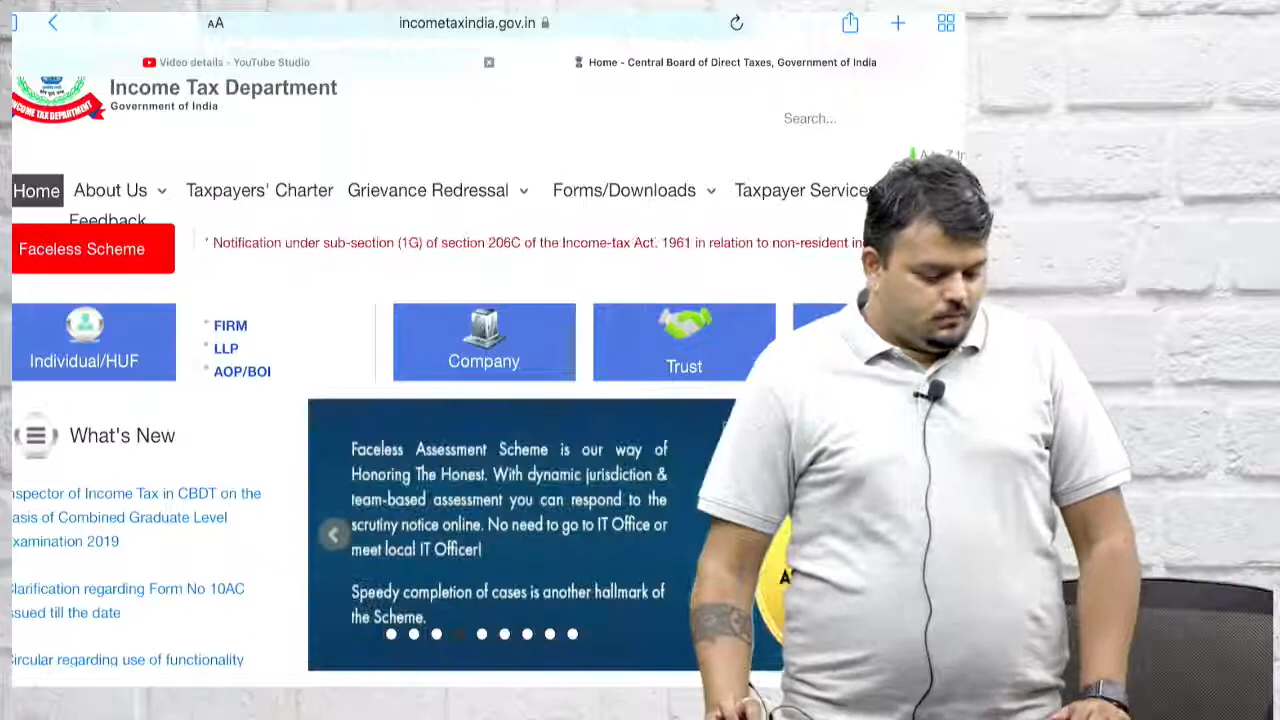 AA
incometaxindia.gov.in
Video details - YouTube Studio
Home - Central Board of Direct Taxes, Government of India
INCOME TAX DEPARTMENT
Income Tax Department
Government of India
Search...
Home About Us Taxpayers' Charter Grievance Redressal Forms/Downloads Taxpayer Services
Feedback
Faceless Scheme
Notification under sub-section (1G) of section 206C of the Income-tax Act. 1961 in relation to non-resident
Individual/HUF
FIRM
LLP
AOP/BOI
Company
Trust
What's New
nspector of Income Tax in CBDT on the
asis of Combined Graduate Level
xamination 2019
larification regarding Form No 10AC
ssued till the date
ircular regarding use of functionality
Faceless Assessment Scheme is our way of
Honoring The Honest. With dynamic jurisdiction &
team-based assessment you can respond to the
scrutiny notice online. No need to go to IT Office or
meet local IT Officer!
Speedy completion of cases is another hallmark of
the Scheme.